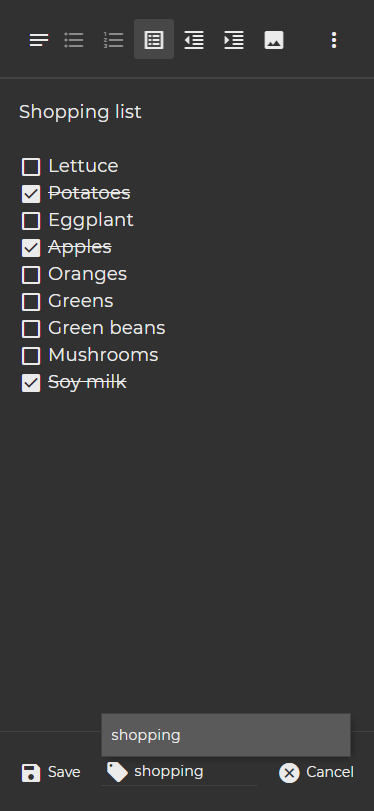 Shopping list
Lettuce
Potatoes
Eggplant
Apples
Oranges
Greens
Green beans
Mushrooms
Soy milk
shopping
Save
shopping
Cancel